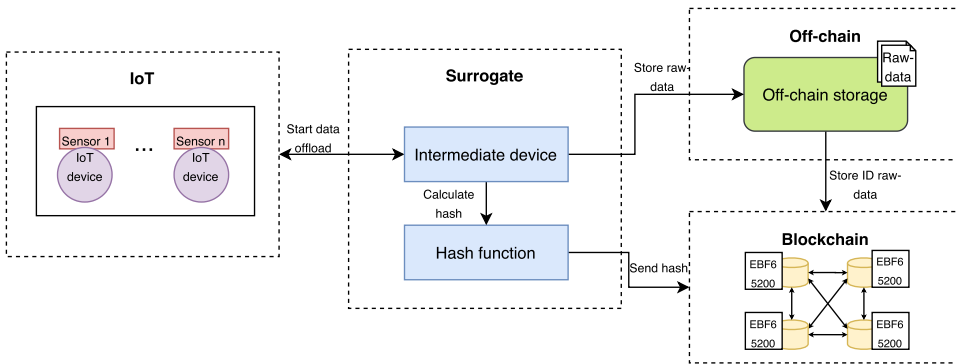 IoT
Sensor 1
IoT
device
...
Sensor n
IoT
device
Start data
offload
Surrogate
Intermediate device
Calculate
hash
Hash function
Store raw-
data
Send hash
Off-chain
Raw-
data
Off-chain storage
Store ID raw-
data
Blockchain
EBF6
5200
EBF6
5200
EBF6
5200
EBF6
5200